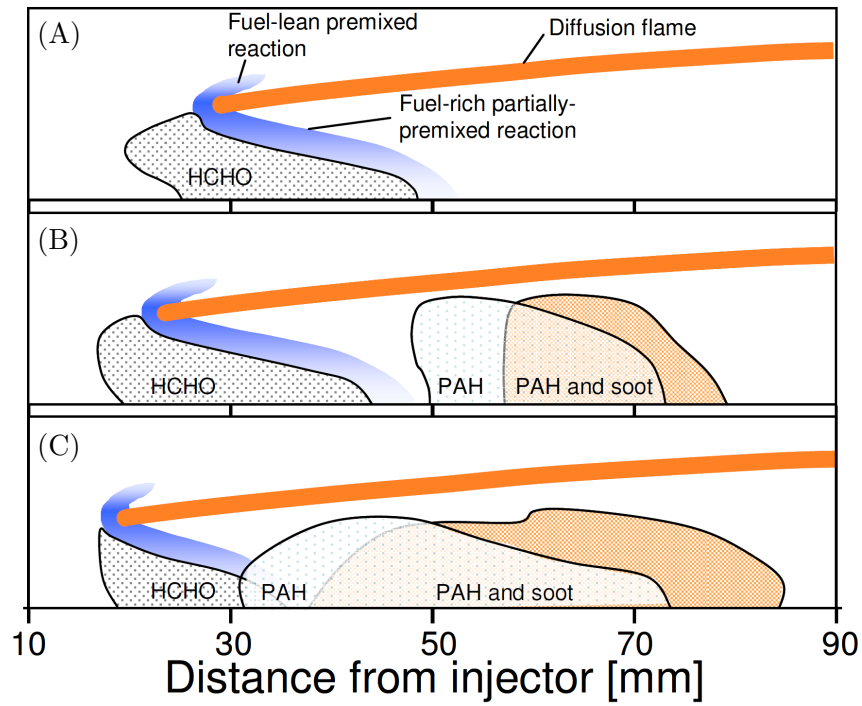 (A)
Fuel-lean premixed
reaction
Diffusion flame
Fuel-rich partially-
premixed reaction
HCHO
(B)
HCHO
PAH
PAH and soot
(C)
HCHO
PAH
PAH and soot
10 30 50 70 90
Distance from injector [mm]